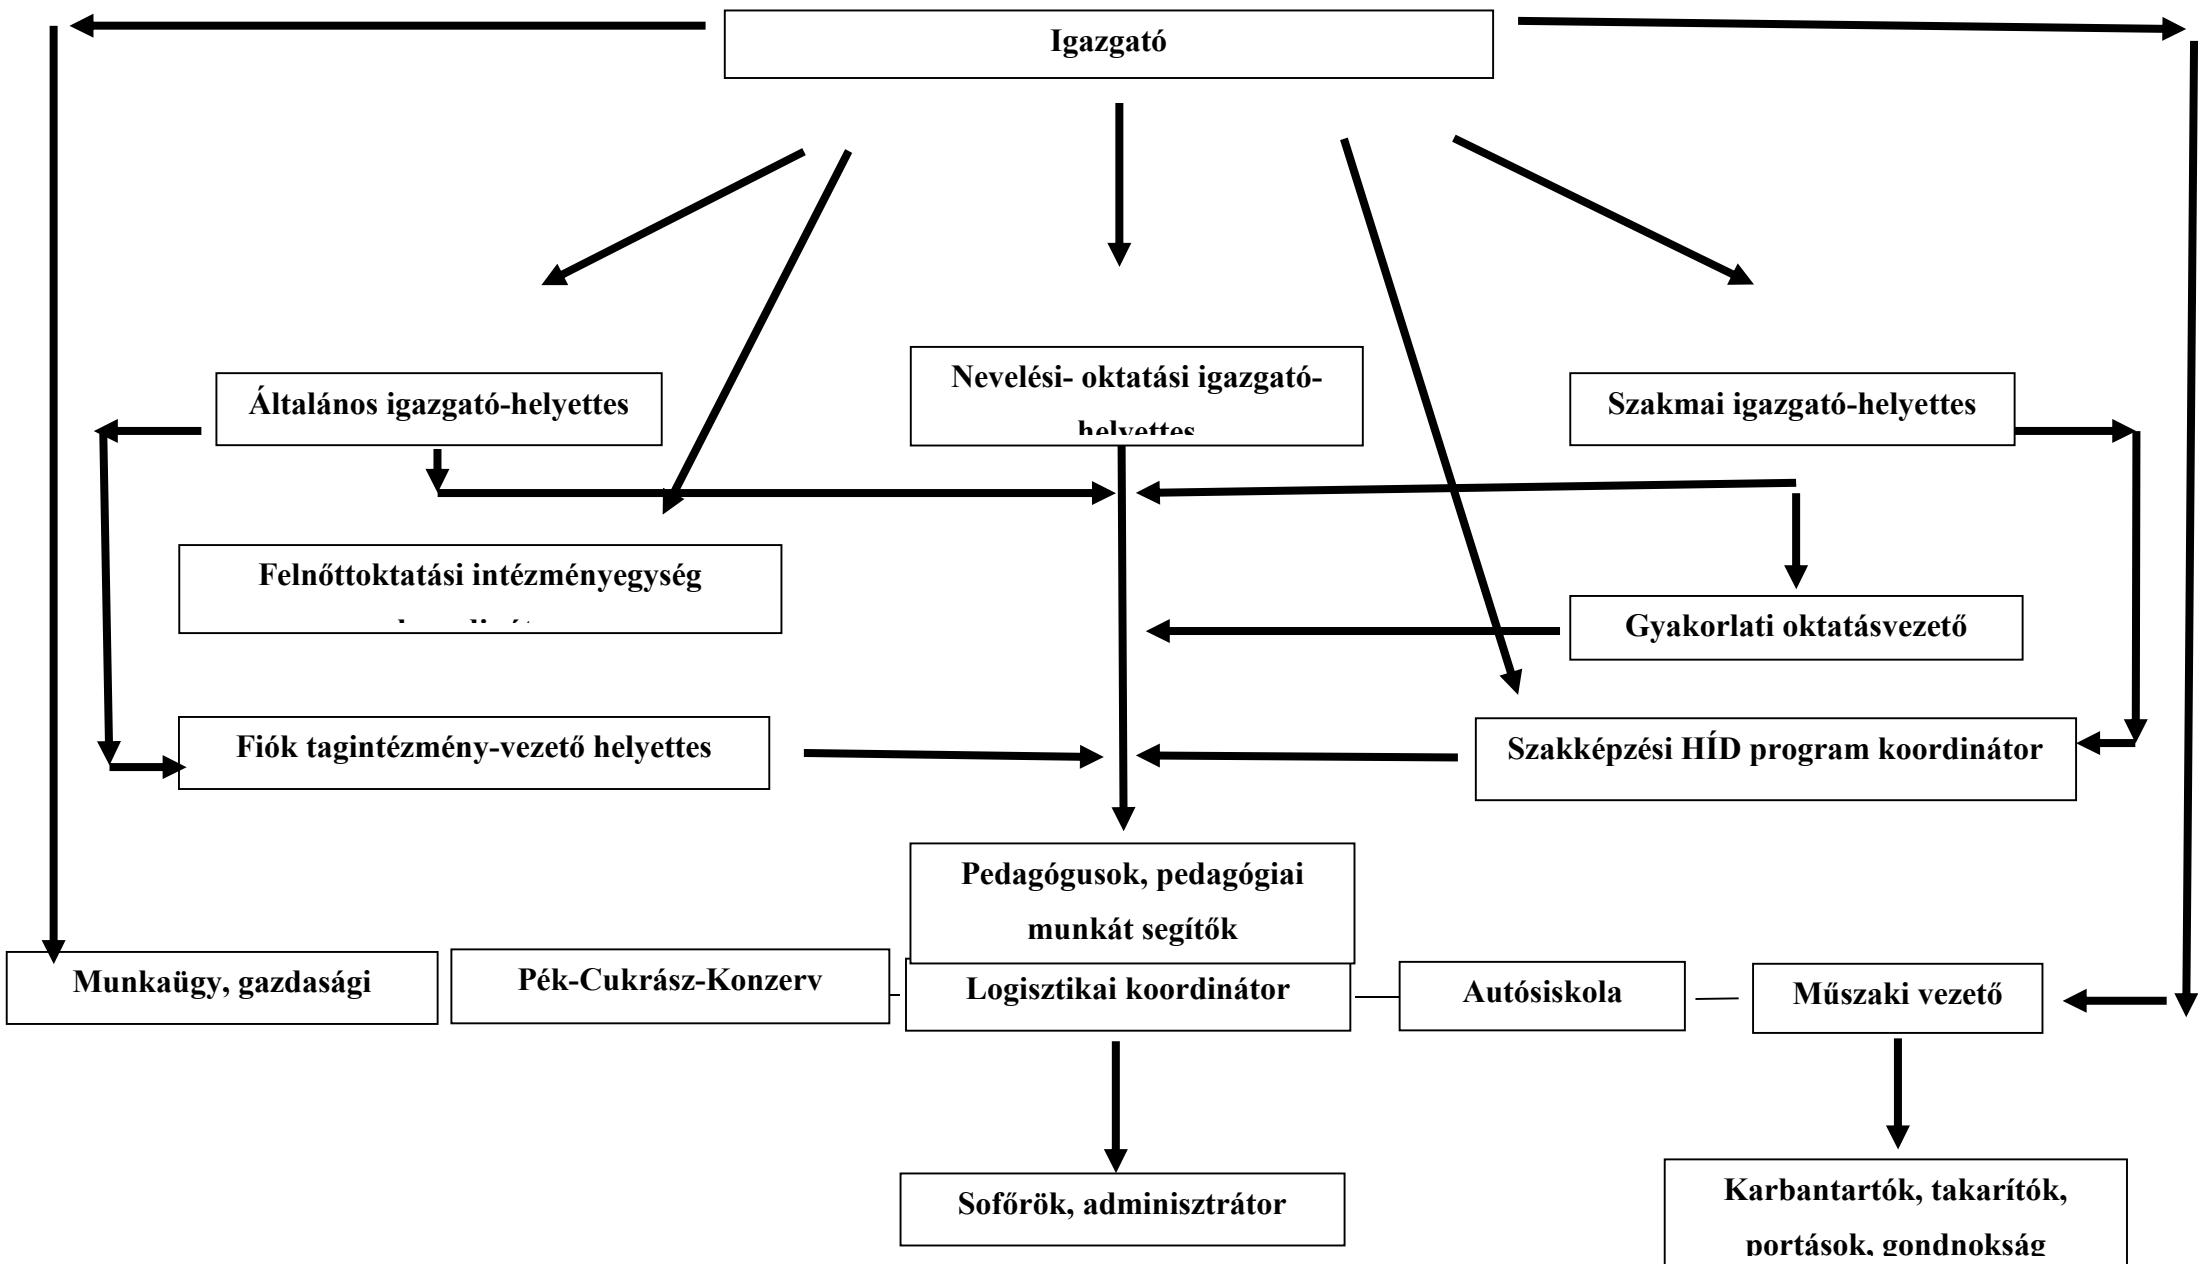 Igazgató
Nevelési- oktatási igazgató-
helyettes
Általános igazgató-helyettes
Szakmai igazgató-helyettes
Felnőttoktatási intézményegység
Gyakorlati oktatásvezető
Fiók tagintézmény-vezető helyettes
Szakképzési HÍD program koordinátor
Pedagógusok, pedagógiai
munkát segítők
Munkaügy, gazdasági
Pék-Cukrász-Konzerv
Logisztikai koordinátor
Autósiskola
Műszaki vezető
Sofőrök, adminisztrátor
Karbantartók, takarítók,
portások, gondnokság